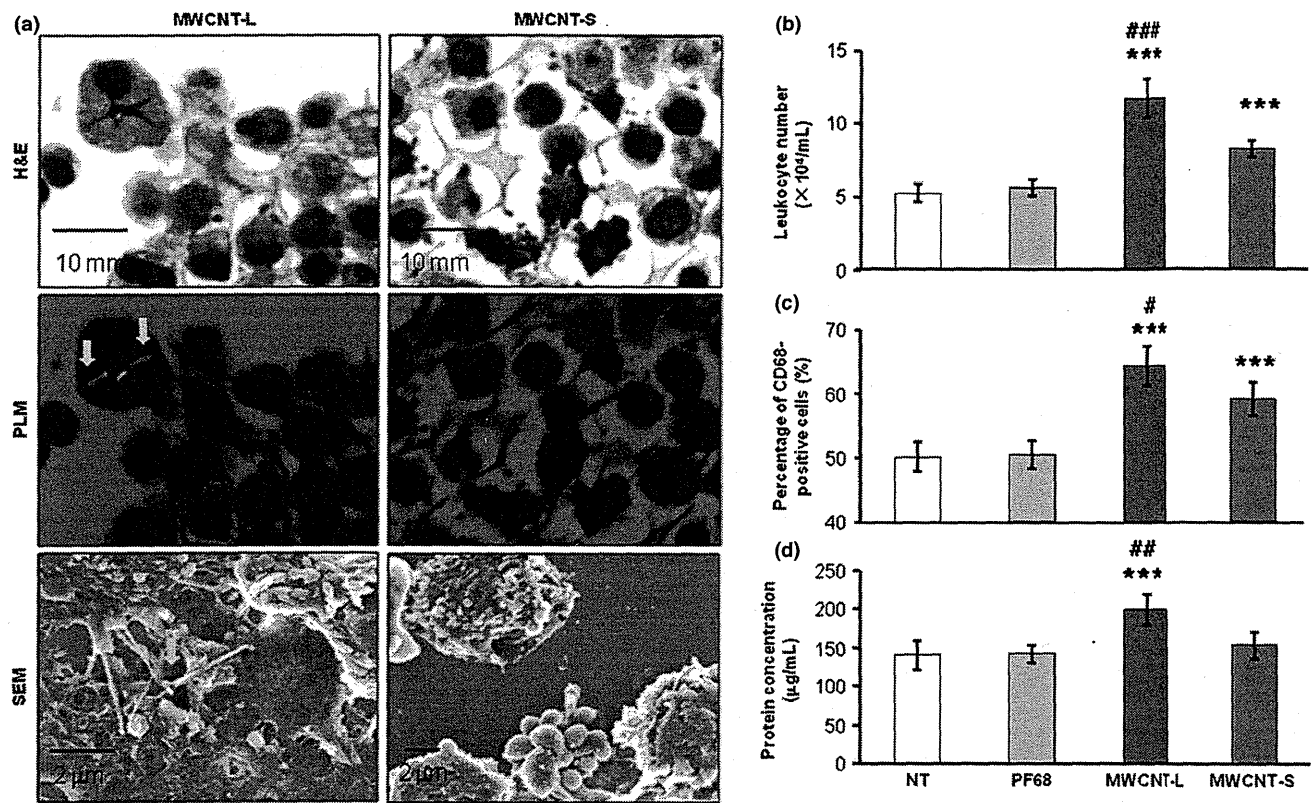 (a)
MWCNT-L
MWCNT-S
H&E
10 mm
10 mm
PLM
SEM
2 µm
2 µm
(b)
Leukocyte number
(× 10⁴/mL)
15
10
5
0
###
***
***
(c)
Percentage of CD68-
positive cells (%)
70
60
50
40
#
***
***
(d)
Protein concentration
(µg/mL)
250
200
150
100
50
0
##
***
NT
PF68
MWCNT-L
MWCNT-S